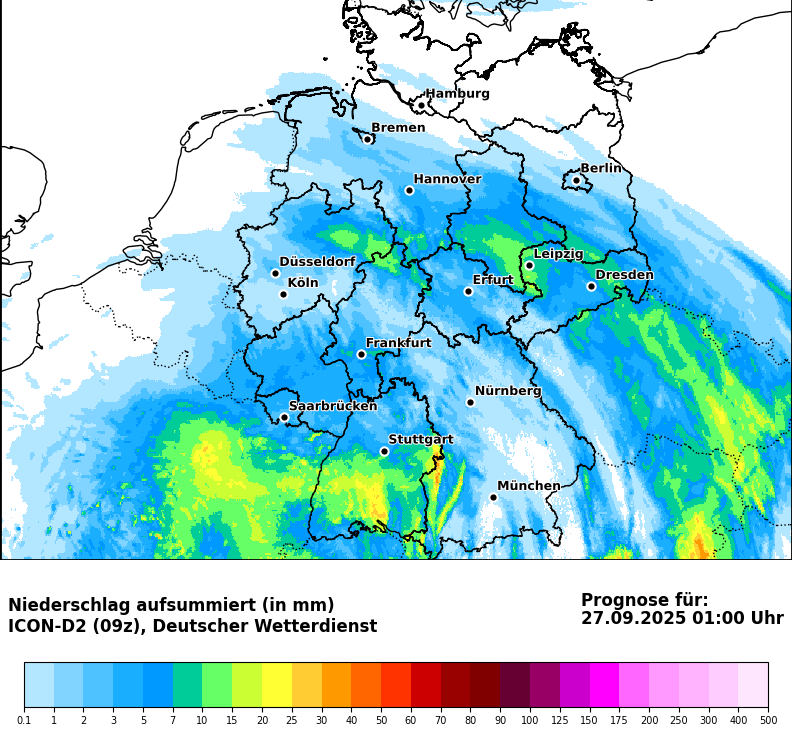 Hamburg
Bremen
Berlin
Hannover
Leipzig
Düsseldorf
Dresden
Erfurt
Köln
Frankfurt
Nürnberg
Saarbrücken
Stuttgart
München
Niederschlag aufsummiert (in mm)
ICON-D2 (09z), Deutscher Wetterdienst
Prognose für:
27.09.2025 01:00 Uhr
0.1 1 2 3 5 7 10 15 20 25 30 40 50 60 70 80 90 100 125 150 175 200 250 300 400 500